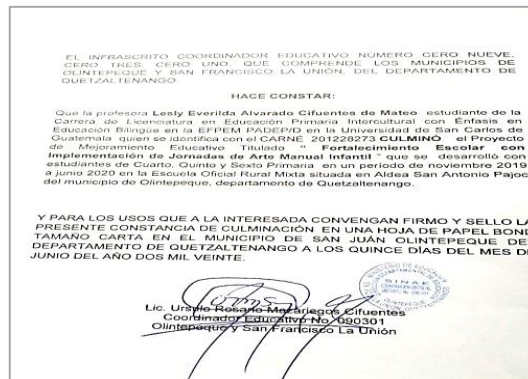 EL INFRASCRITO COORDINADOR EDUCATIVO NÚMERO CERO NUEVE,
CERO TRES, CERO UNO, QUE COMPRENDE LOS MUNICIPIOS DE
OLINTEPEQUE Y SAN FRANCISCO LA UNIÓN, DEL DEPARTAMENTO DE
QUETZALTENANGO.
HACE CONSTAR:
Que la profesora Lesly Everilda Alvarado Cifuentes de Mateo estudiante de la
Carrera de Licenciatura en Educación Primaria Intercultural con Énfasis en
Educación Bilingüe en la EFPEM PADEP/D en la Universidad de San Carlos de
Guatemala quien se identifica con el CARNÉ 201228273 CULMINÓ el Proyecto
de Mejoramiento Educativo Titulado " Fortalecimiento Escolar con
Implementación de Jornadas de Arte Manual Infantil " que se desarrolló con
estudiantes de Cuarto, Quinto y Sexto Primaria en un período de noviembre 2019
a junio 2020 en la Escuela Oficial Rural Mixta situada en Aldea San Antonio Pajoc
del municipio de Olintepeque, departamento de Quetzaltenango.
Y PARA LOS USOS QUE A LA INTERESADA CONVENGAN FIRMO Y SELLO LA
PRESENTE CONSTANCIA DE CULMINACIÓN EN UNA HOJA DE PAPEL BOND
TAMAÑO CARTA EN EL MUNICIPIO DE SAN JUÁN OLINTEPEQUE DE
DEPARTAMENTO DE QUETZALTENANGO A LOS QUINCE DÍAS DEL MES D
JUNIO DEL AÑO DOS MIL VEINTE.
SINAE
Lic. Ursulo Rosario Mazariegos Cifuentes
Coordinador Educativo No. 090301
Olintepeque y San Francisco La Unión